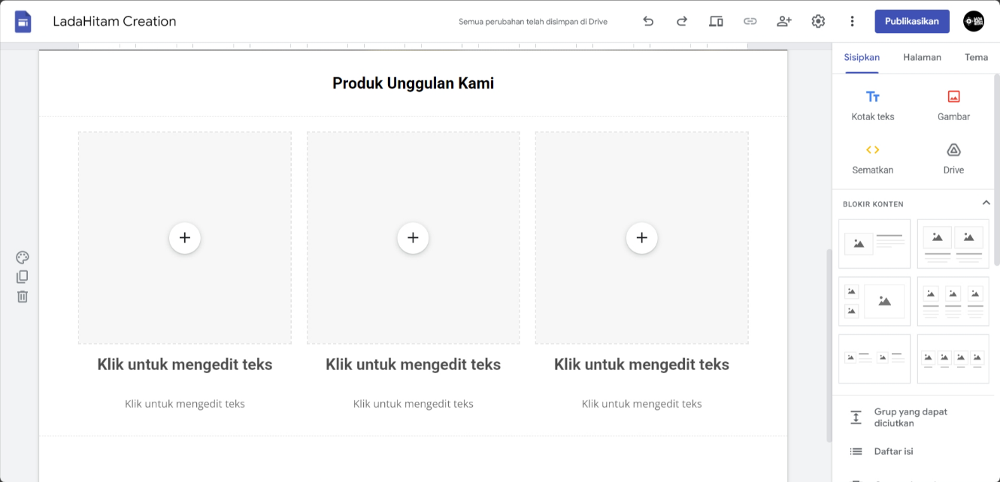 LadaHitam Creation
Semua perubahan telah disimpan di Drive
Publikasikan
Sisipkan Halaman Tema
Produk Unggulan Kami
Tт
Kotak teks Gambar
Sematkan Drive
BLOKIR KONTEN
Klik untuk mengedit teks Klik untuk mengedit teks Klik untuk mengedit teks
Klik untuk mengedit teks Klik untuk mengedit teks Klik untuk mengedit teks
Grup yang dapat
diciutkan
Daftar isi